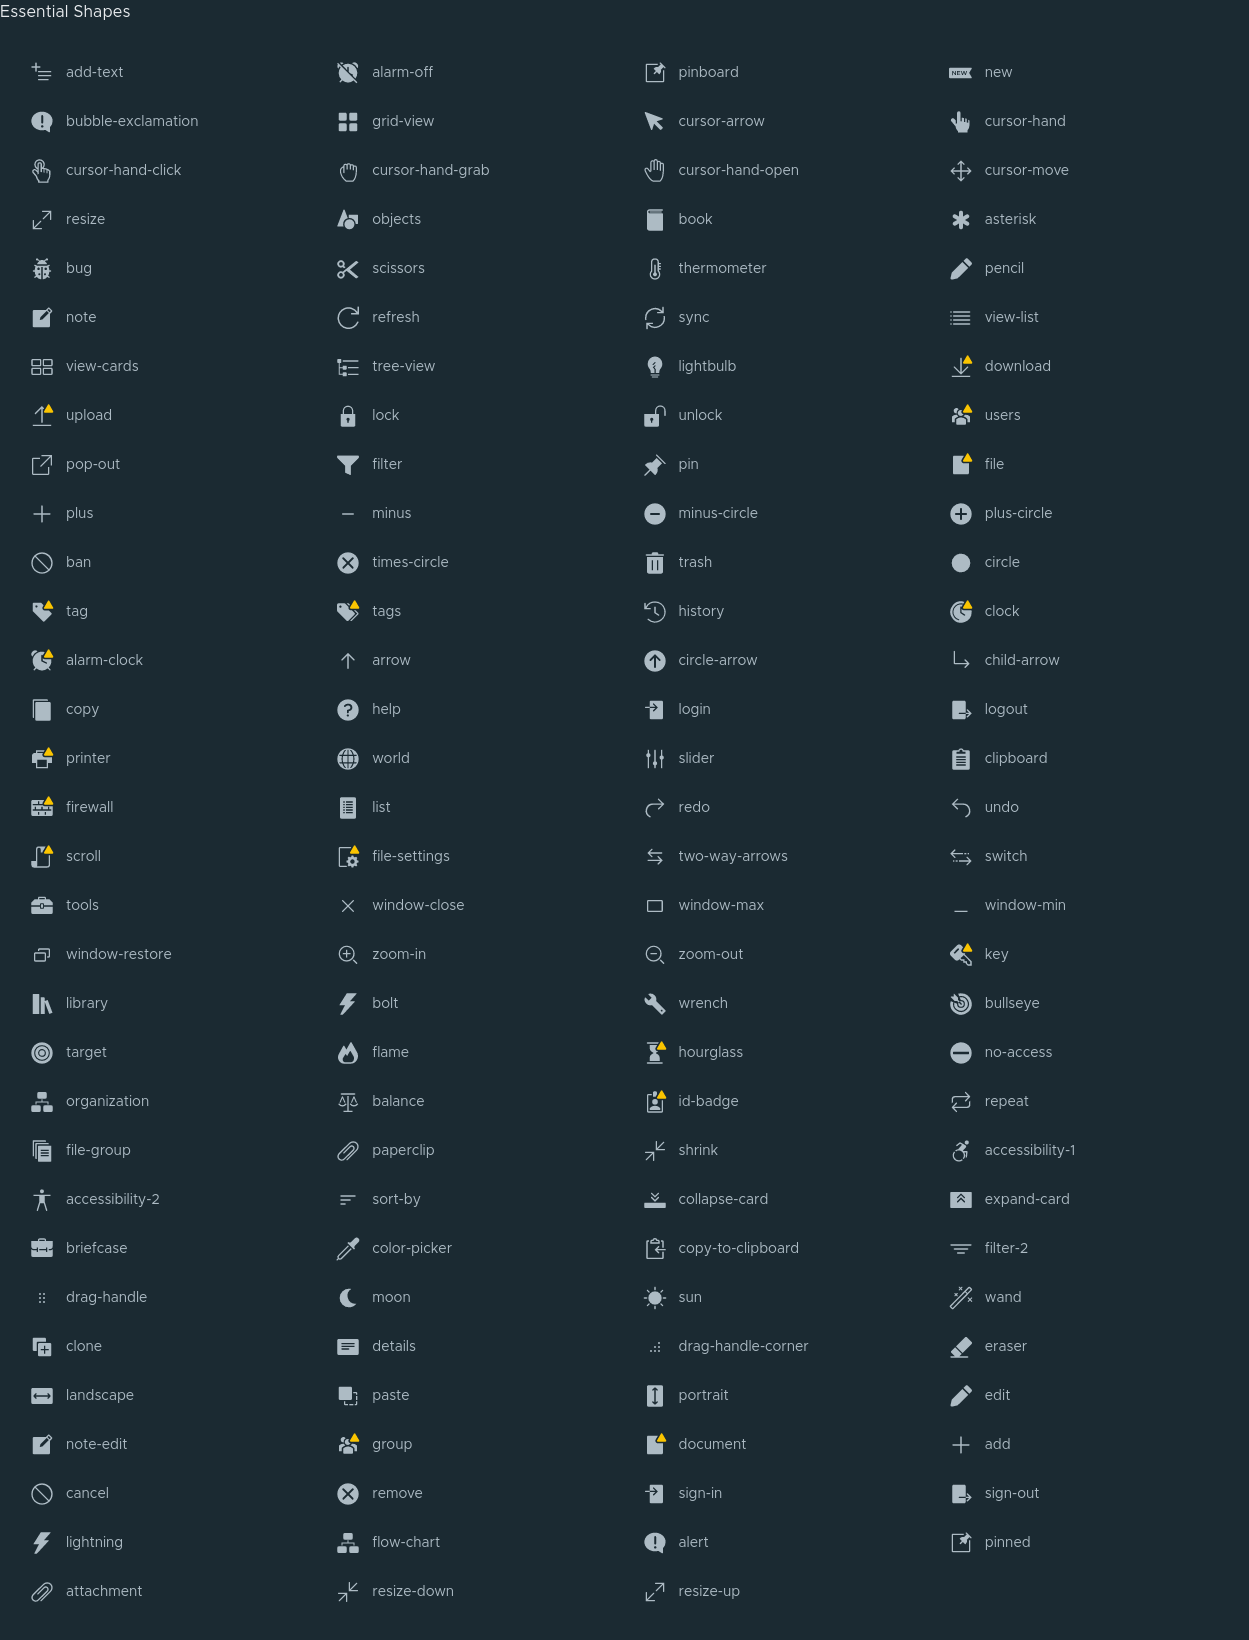 Essential Shapes
add-text alarm-off pinboard NEW new
bubble-exclamation grid-view cursor-arrow cursor-hand
cursor-hand-click cursor-hand-grab cursor-hand-open cursor-move
resize objects book asterisk
bug scissors thermometer pencil
note refresh sync view-list
view-cards tree-view lightbulb download
upload lock unlock users
pop-out filter pin file
plus minus minus-circle plus-circle
ban times-circle trash circle
tag tags history clock
alarm-clock arrow circle-arrow child-arrow
copy help login logout
printer world slider clipboard
firewall list redo undo
scroll file-settings two-way-arrows switch
tools window-close window-max window-min
window-restore zoom-in zoom-out key
library bolt wrench bullseye
target flame hourglass no-access
organization balance id-badge repeat
file-group paperclip shrink accessibility-1
accessibility-2 sort-by collapse-card expand-card
briefcase color-picker copy-to-clipboard filter-2
drag-handle moon sun wand
clone details drag-handle-corner eraser
landscape paste portrait edit
note-edit group document add
cancel remove sign-in sign-out
lightning flow-chart alert pinned
attachment resize-down resize-up